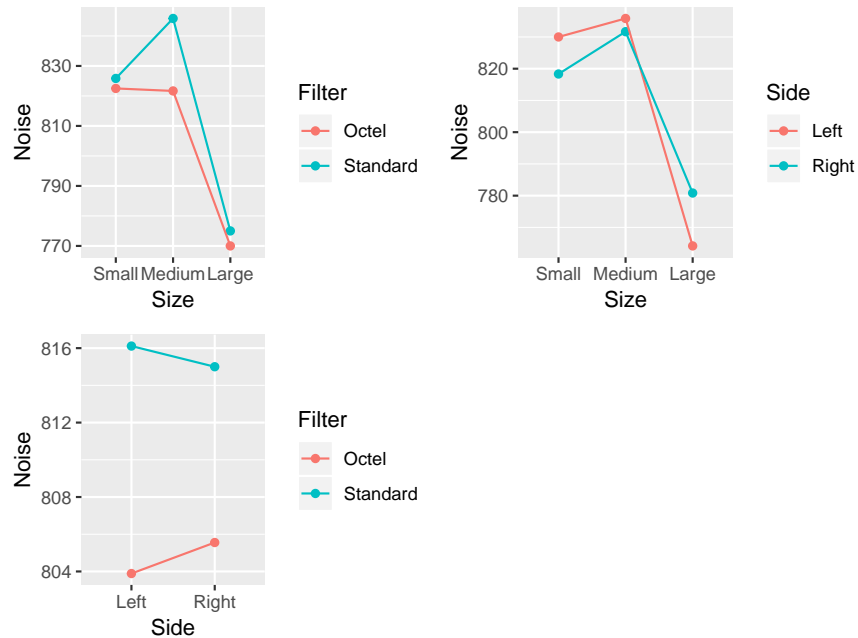 830
810
790
770
Noise
Small Medium Large
Size
Filter
Octel
Standard
820
800
780
Noise
Small Medium Large
Size
Side
Left
Right
816
812
808
804
Noise
Left Right
Side
Filter
Octel
Standard